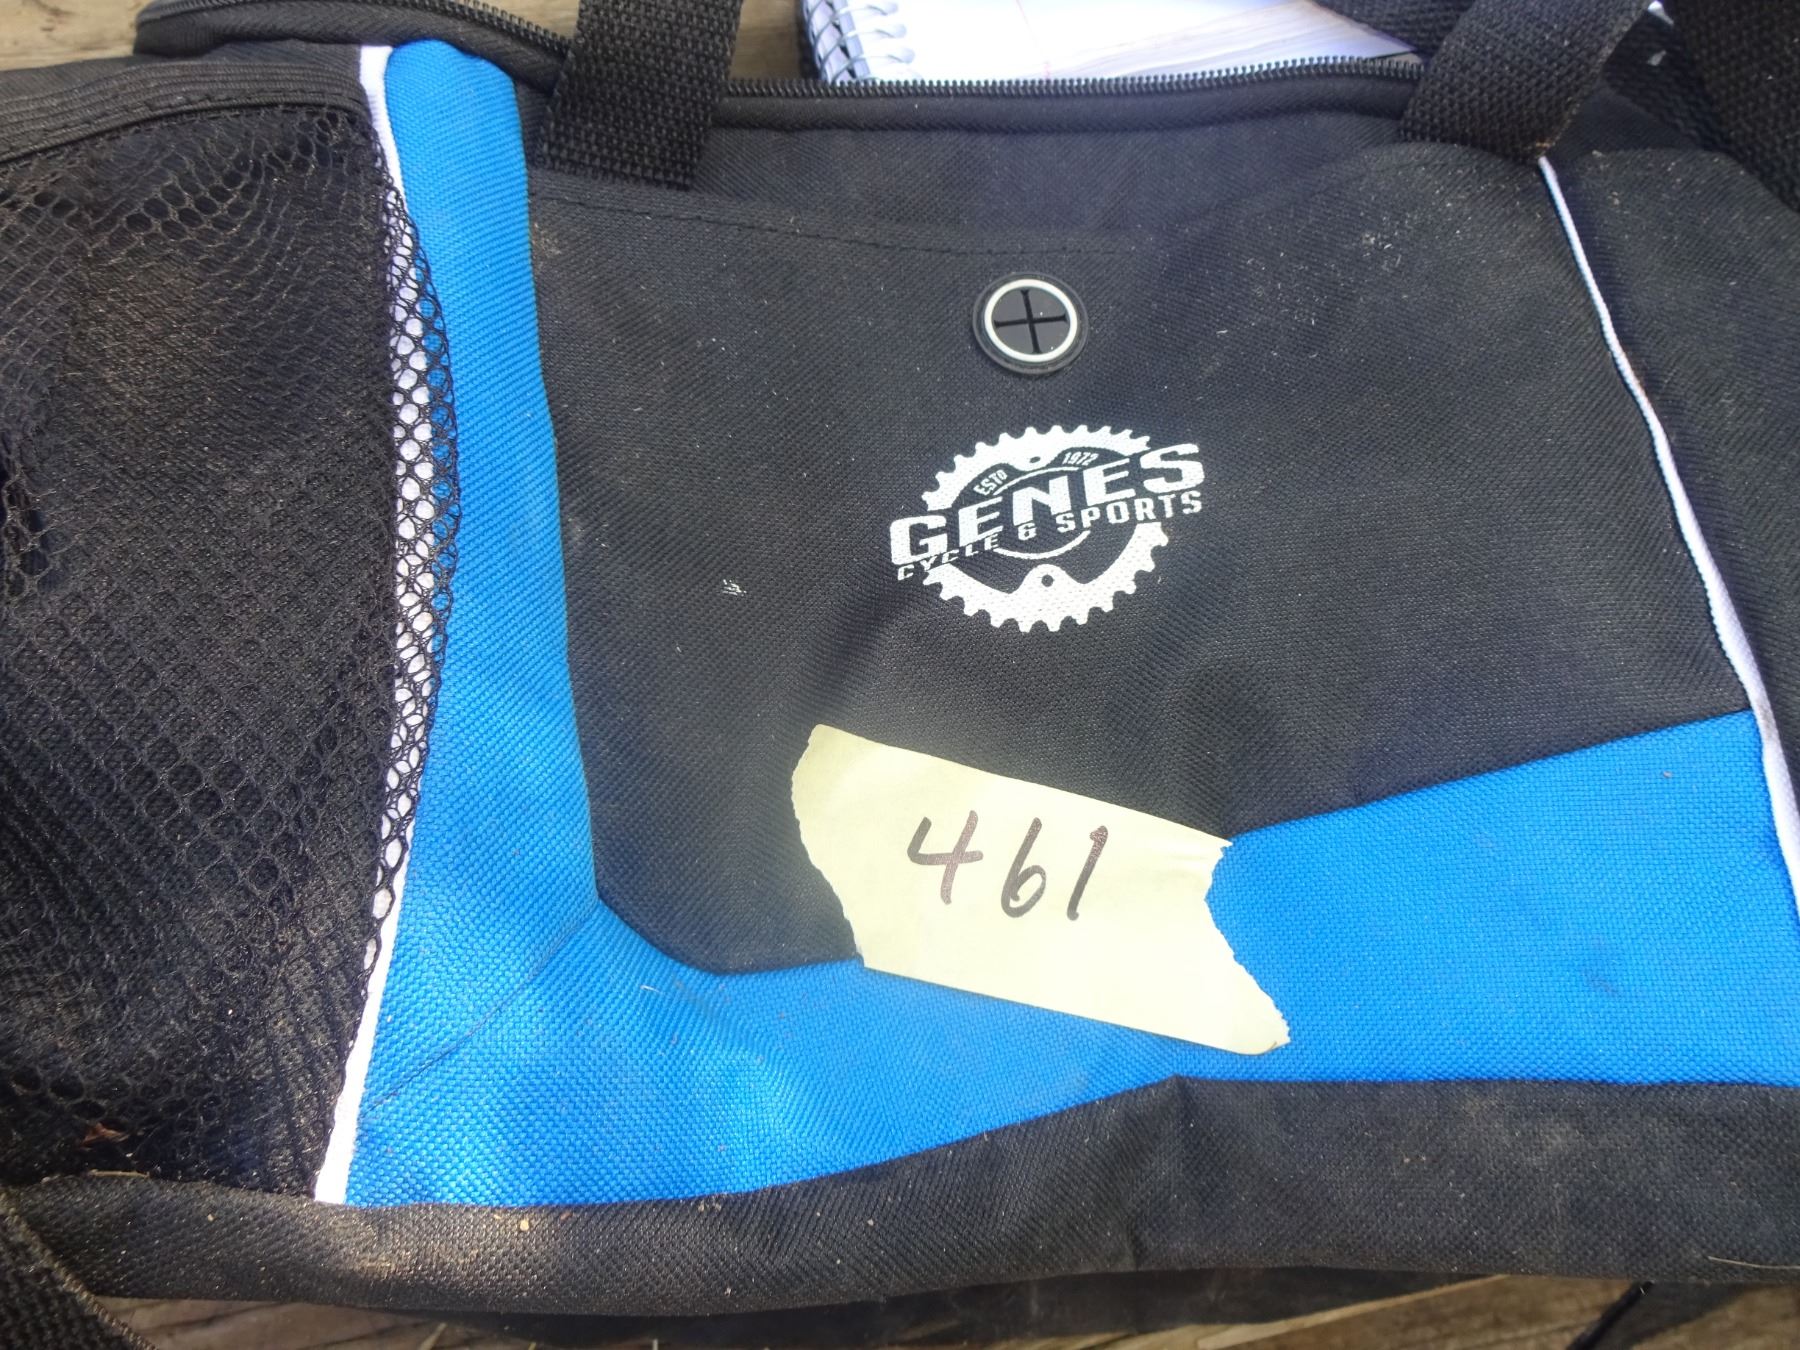 ESTD 1972
GENES
CYCLE & SPORTS
461